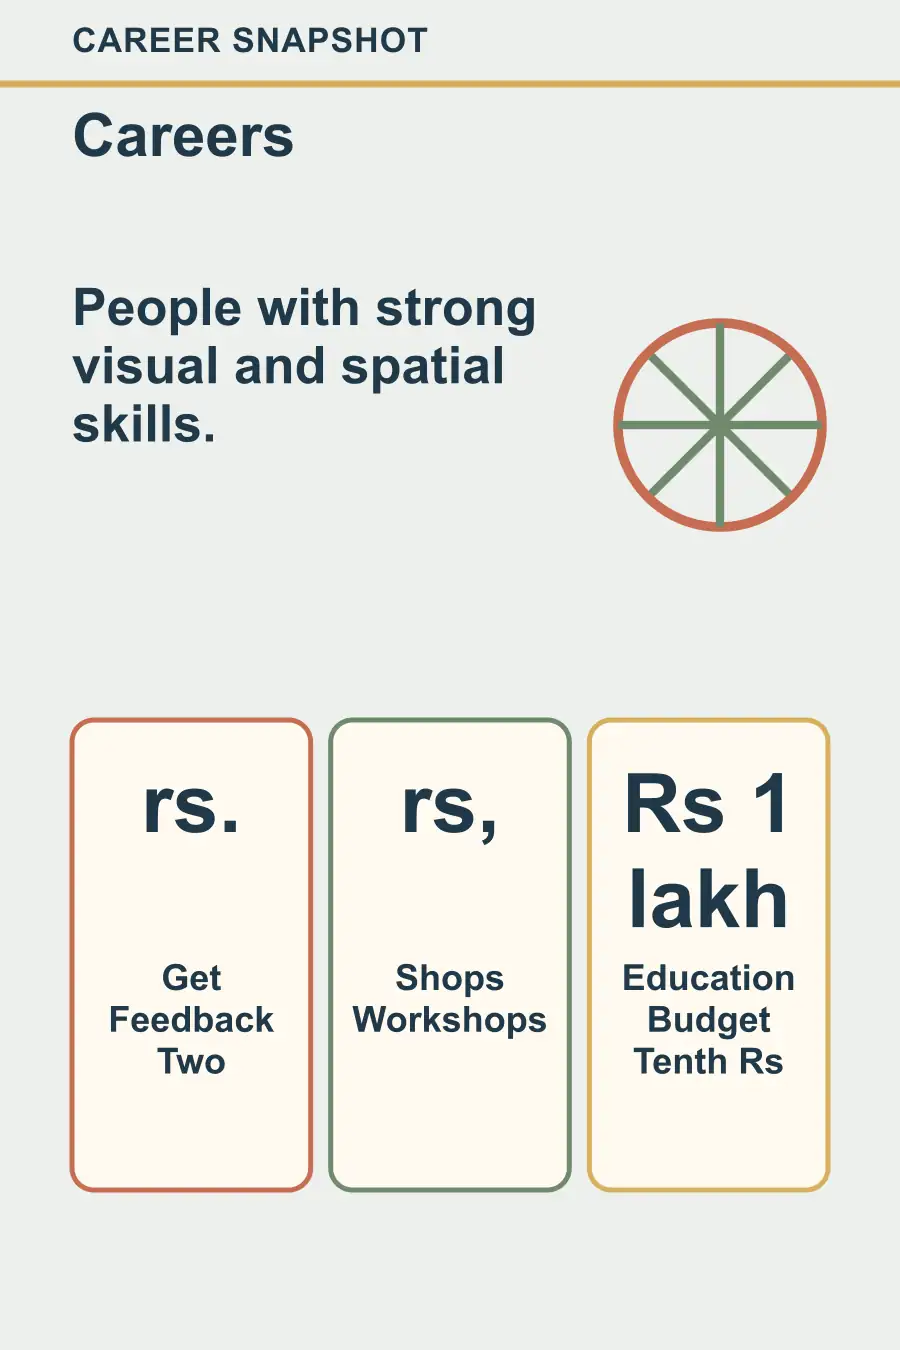 CAREER SNAPSHOT
Careers
People with strong
visual and spatial
skills.
rs.
Get
Feedback
Two
rs,
Shops
Workshops
Rs 1
lakh
Education
Budget
Tenth Rs